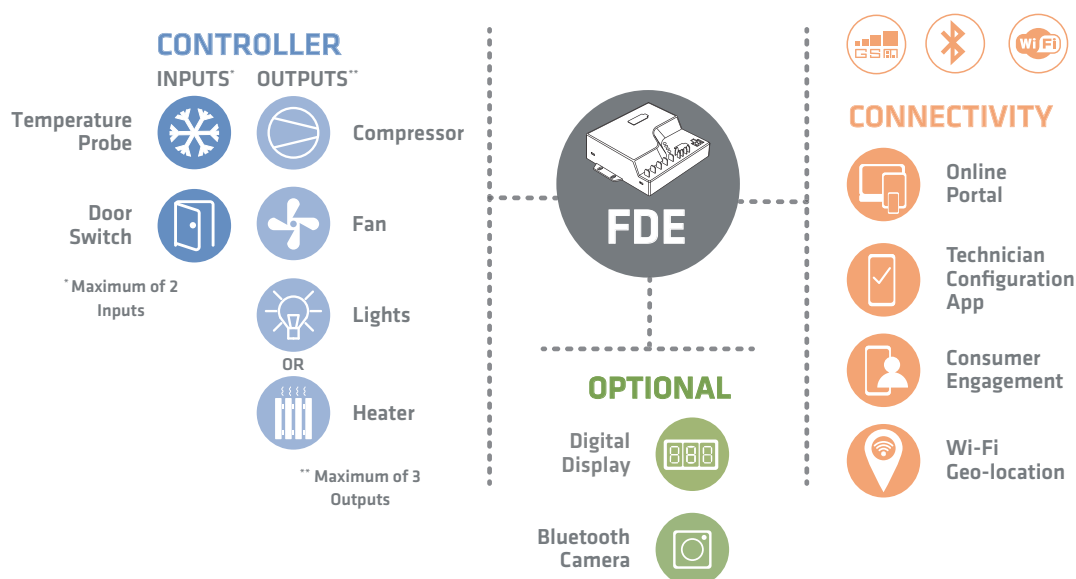 CONTROLLER
INPUTS* OUTPUTS**
Temperature
Probe
Compressor
Door
Switch
Fan
* Maximum of 2
Inputs
Lights
OR
Heater
** Maximum of 3
Outputs
FDE
OPTIONAL
Digital
Display
888
Bluetooth
Camera
GSM
WiFi
CONNECTIVITY
Online
Portal
Technician
Configuration
App
Consumer
Engagement
Wi-Fi
Geo-location